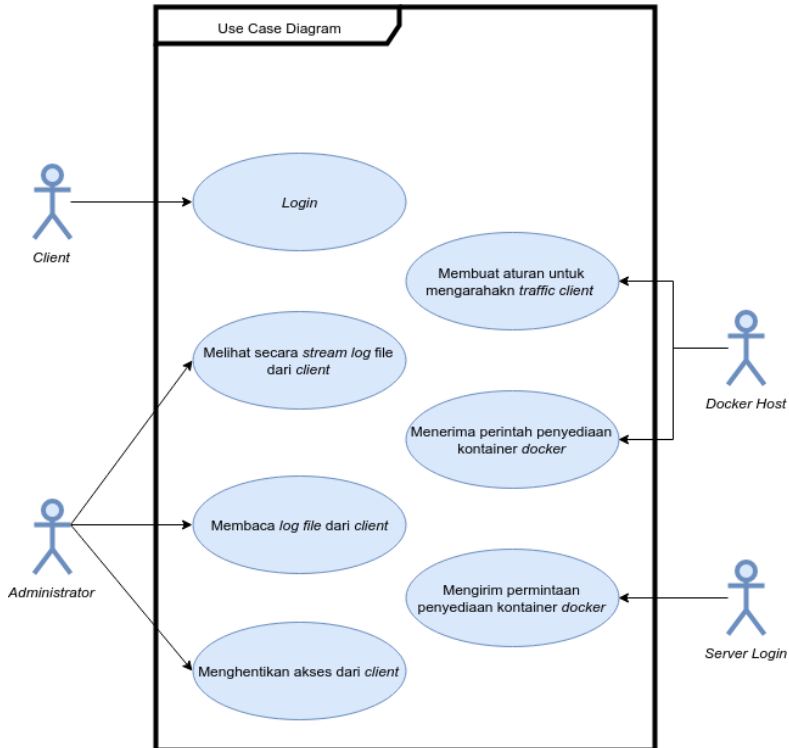 Use Case Diagram
Login
Client
Membuat aturan untuk
mengarahakn traffic client
Melihat secara stream log file
dari client
Docker Host
Menerima perintah penyediaan
kontainer docker
Membaca log file dari client
Administrator
Mengirim permintaan
penyediaan kontainer docker
Server Login
Menghentikan akses dari client